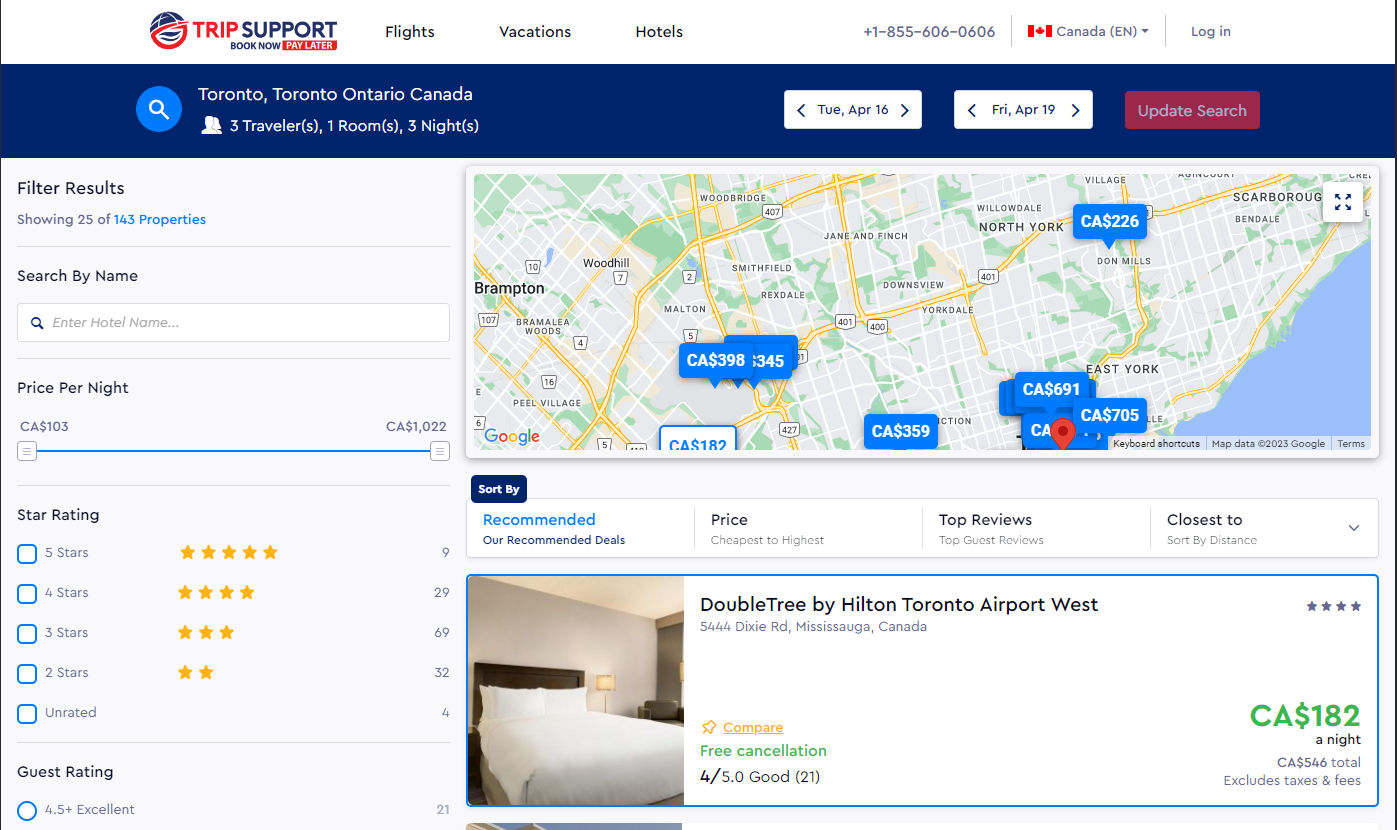 TRIP SUPPORT
BOOK NOW PAY LATER
Flights
Vacations
Hotels
+1-855-606-0606
Canada (EN)
Log in
Toronto, Toronto Ontario Canada
3 Traveler(s), 1 Room(s), 3 Night(s)
Tue, Apr 16
Fri, Apr 19
Update Search
Filter Results
Showing 25 of 143 Properties
Search By Name
Enter Hotel Name...
Price Per Night
CA$103
CA$1,022
Star Rating
5 Stars
9
4 Stars
29
3 Stars
69
2 Stars
32
Unrated
4
Guest Rating
4.5+ Excellent
21
VILLAGE
WOODBRIDGE
407
WILLOWDALE
SCARBOROUG
BENDALE
CA$226
NORTH YORK
JANE AND FINCH
DON MILLS
Woodhill
10
7
2
SMITHFIELD
401
Brampton
REXDALE
DOWNSVIEW
MALTON
YORKDALE
107
BRAMALEA
WOODS
401
400
5
4
CA$398
$345
EAST YORK
16
CA$691
PEEL VILLAGE
CA$705
6
427
CA$359
CTION
CA
Google
5
CA$182
Keyboard shortcuts
Map data ©2023 Google
Terms
Sort By
Recommended
Our Recommended Deals
Price
Cheapest to Highest
Top Reviews
Top Guest Reviews
Closest to
Sort By Distance
DoubleTree by Hilton Toronto Airport West
5444 Dixie Rd, Mississauga, Canada
Compare
Free cancellation
4/5.0 Good (21)
CA$182
a night
CA$546 total
Excludes taxes & fees